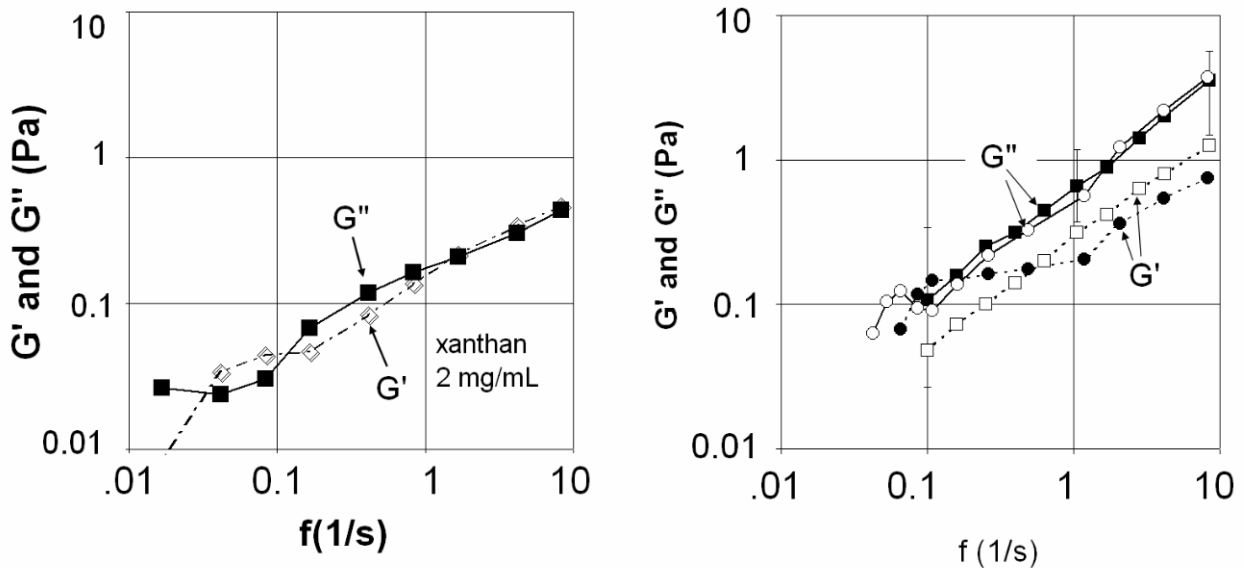 G' and G" (Pa)
10
1
0.1
0.01
G"
G'
xanthan
2 mg/mL
.01
0.1
1
10
f(1/s)
G' and G" (Pa)
10
1
0.1
0.01
G"
G'
.01
0.1
1
10
f (1/s)